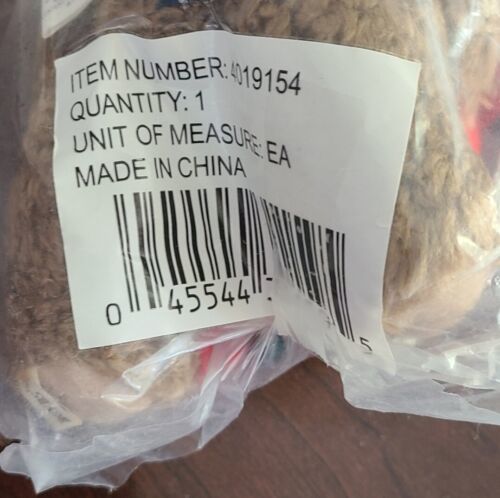 ITEM NUMBER: 4019154
QUANTITY: 1
UNIT OF MEASURE: EA
MADE IN CHINA
0 45544 5